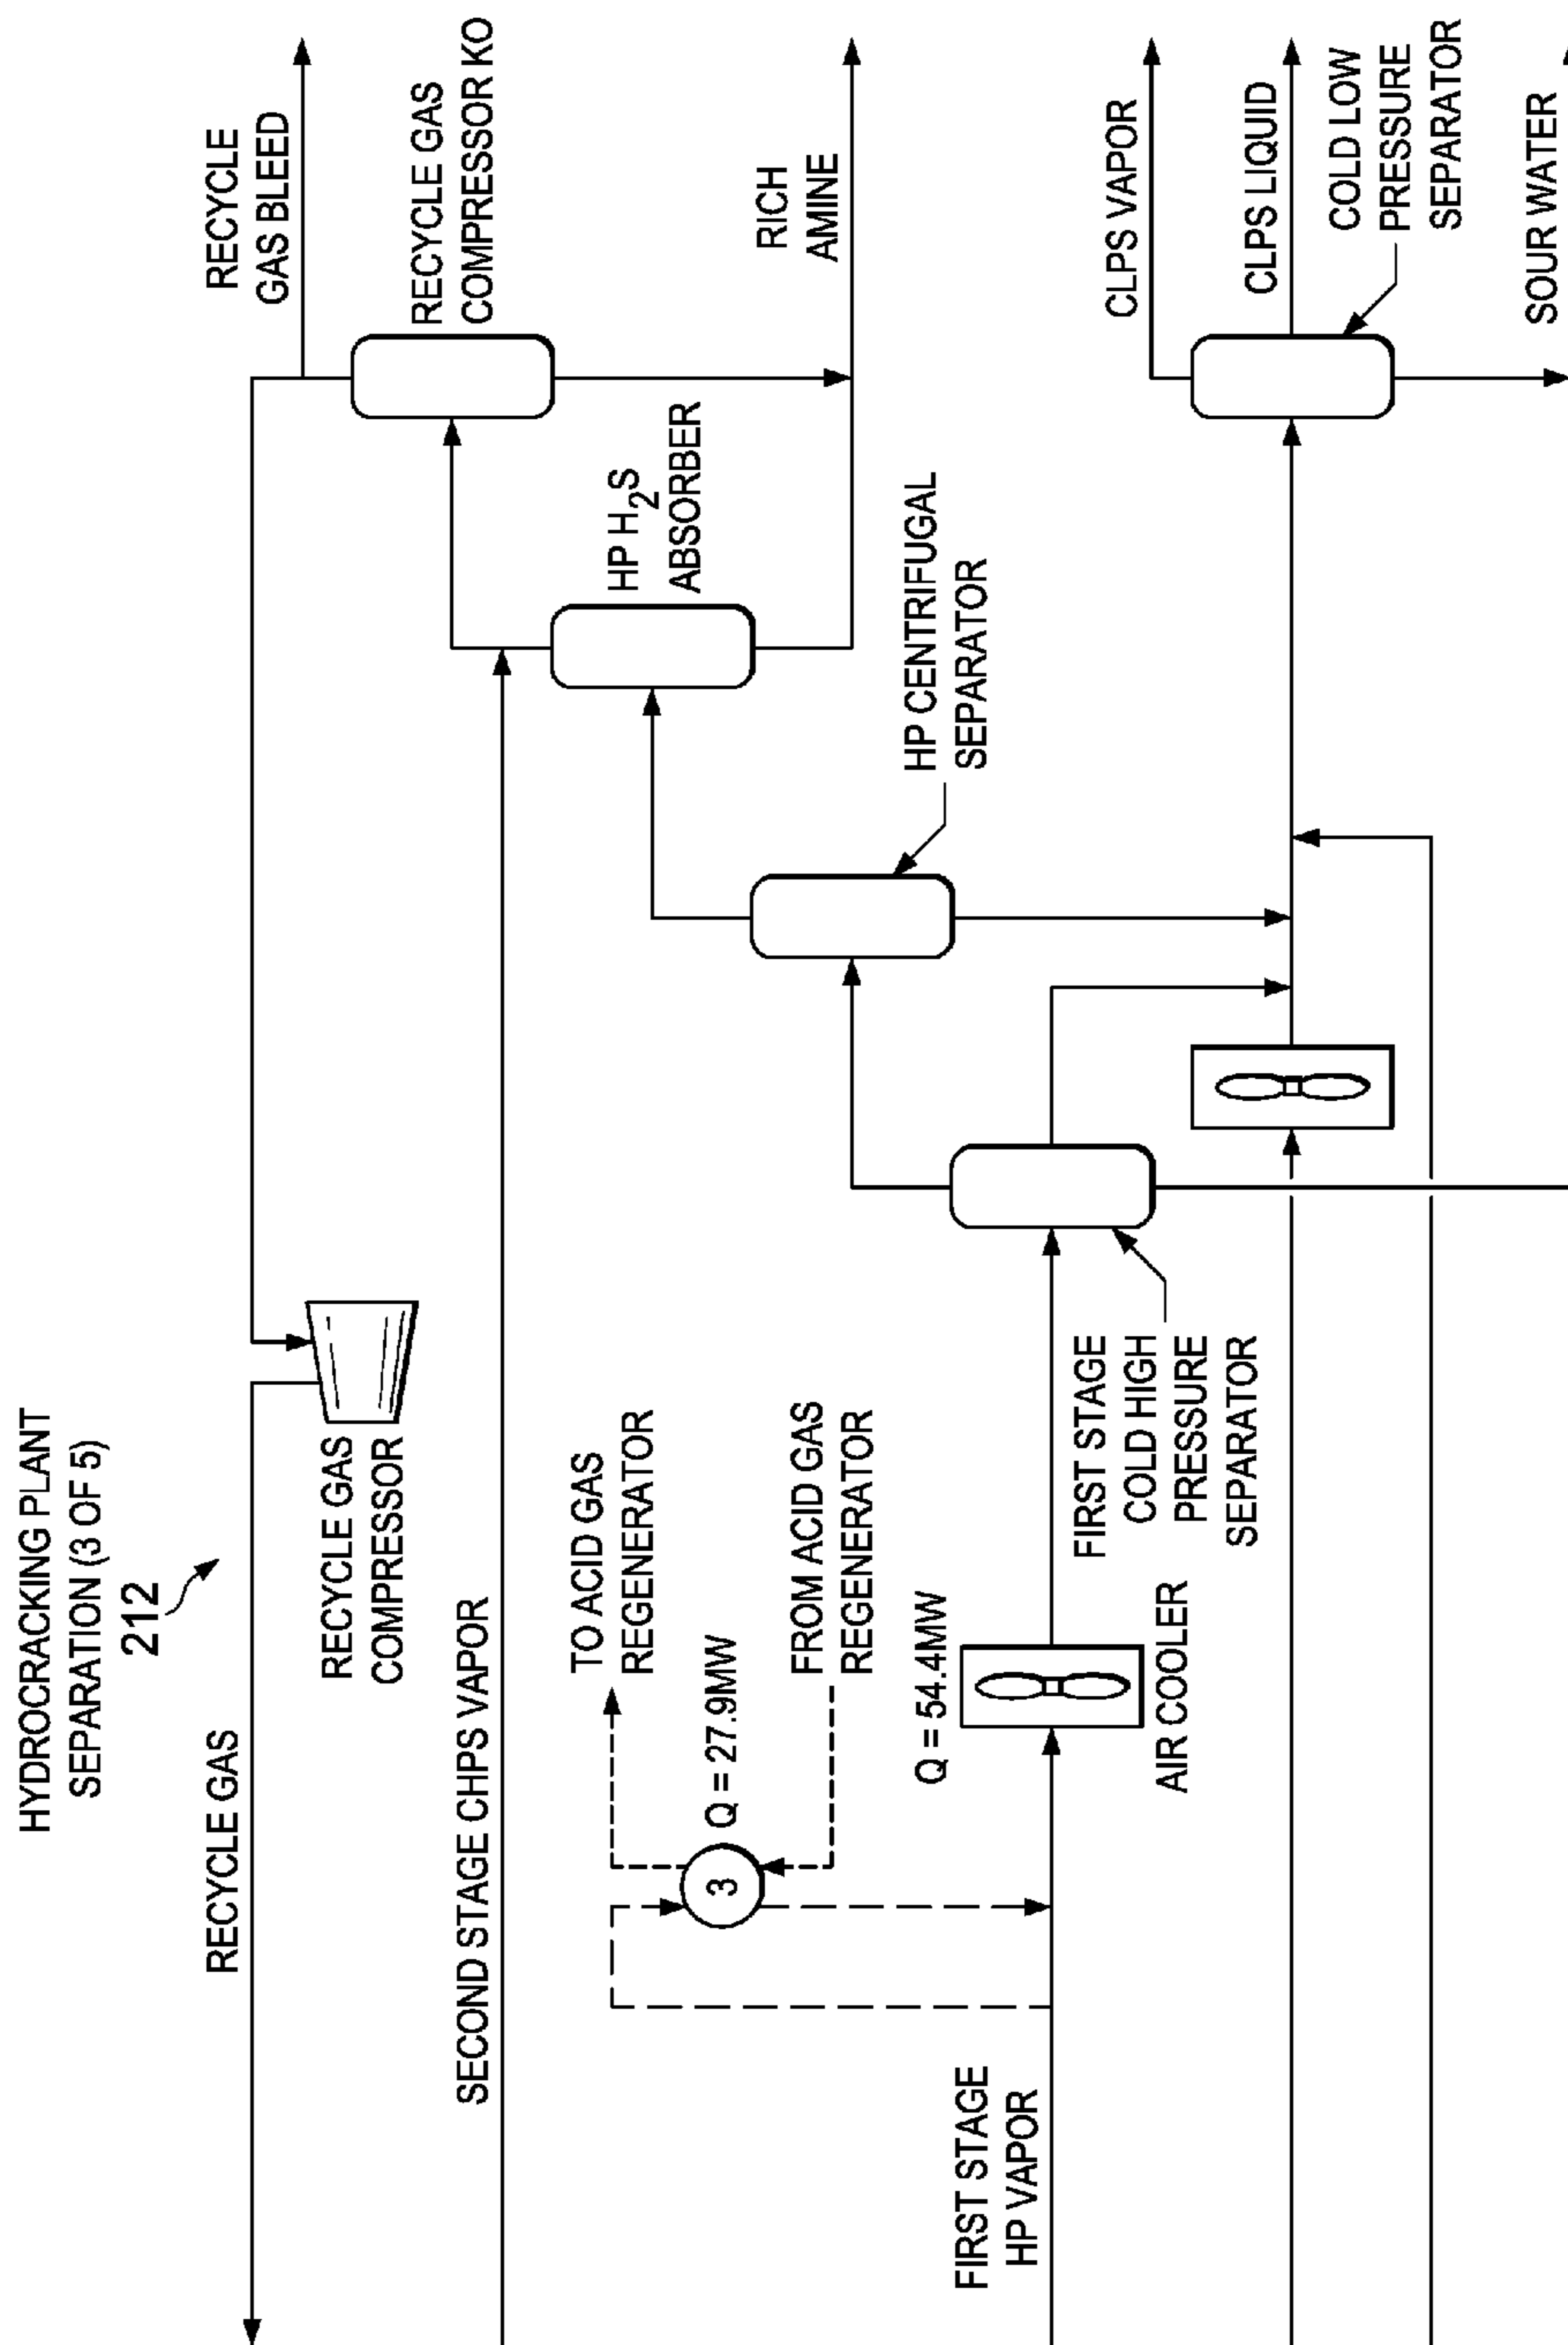 HYDROCRACKING PLANT
SEPARATION (3 OF 5)
212
RECYCLE GAS
RECYCLE GAS
COMPRESSOR
RECYCLE
GAS BLEED
RECYCLE GAS
COMPRESSOR KO
SECOND STAGE CHPS VAPOR
HP H2S
ABSORBER
RICH
AMINE
TO ACID GAS
REGENERATOR
3
Q = 27.9MW
FROM ACID GAS
REGENERATOR
HP CENTRIFUGAL
SEPARATOR
FIRST STAGE
HP VAPOR
Q = 54.4MW
AIR COOLER
FIRST STAGE
COLD HIGH
PRESSURE
SEPARATOR
CLPS VAPOR
CLPS LIQUID
COLD LOW
PRESSURE
SEPARATOR
SOUR WATER